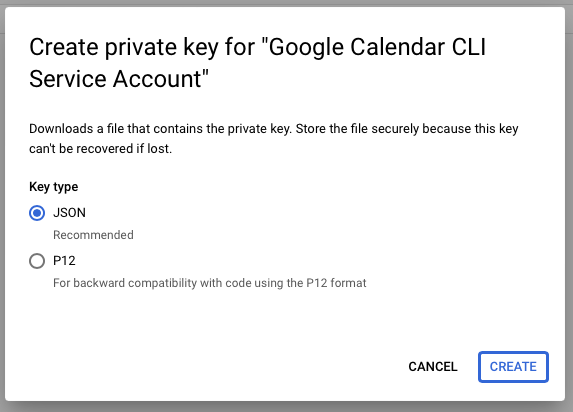 Create private key for "Google Calendar CLI
Service Account"
Downloads a file that contains the private key. Store the file securely because this key
can't be recovered if lost.
Key type
JSON
Recommended
P12
For backward compatibility with code using the P12 format
CANCEL
CREATE